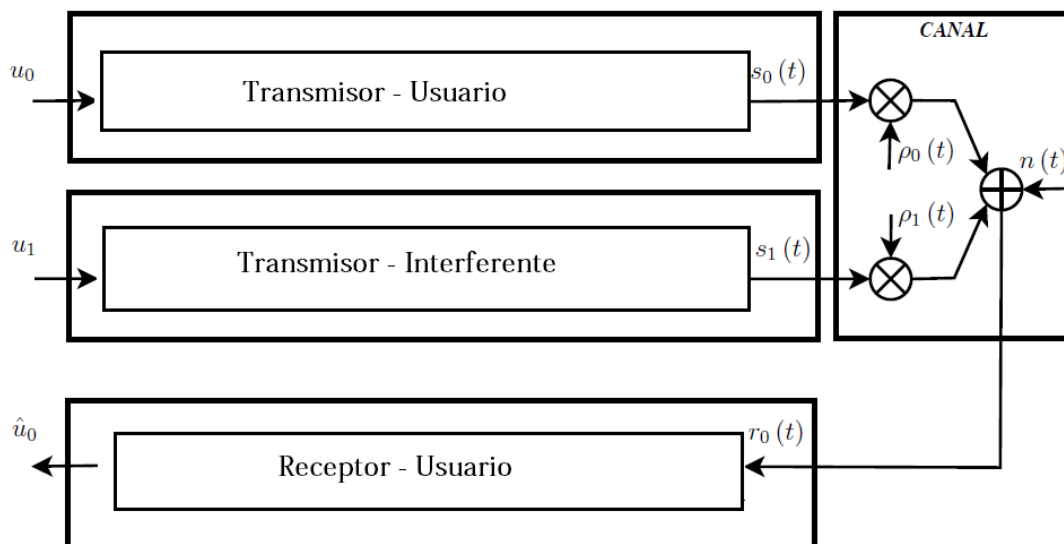 CANAL
u₀
Transmisor - Usuario
s₀ (t)
ρ₀ (t)
n (t)
u₁
Transmisor - Interferente
s₁ (t)
ρ₁ (t)
û₀
Receptor - Usuario
r₀ (t)